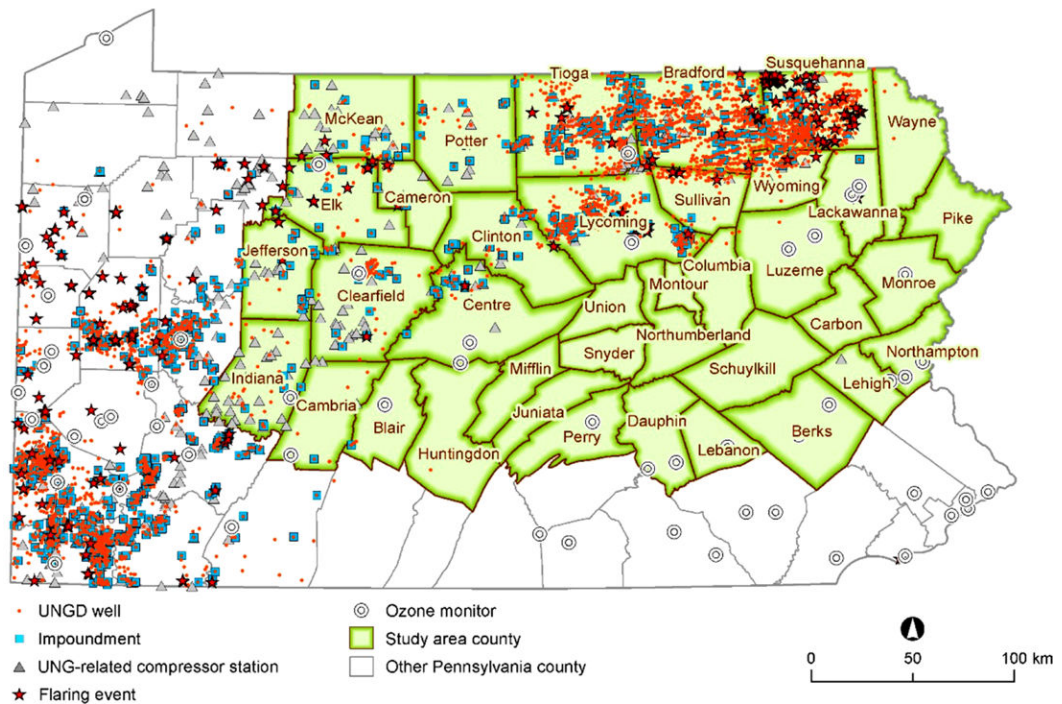 Tioga
Bradford
Susquehanna
McKean
Potter
Wayne
Wyoming
Elk
Cameron
Sullivan
Lackawanna
Pike
Lycoming
Clinton
Jefferson
Columbia
Luzerne
Monroe
Clearfield
Centre
Union
Montour
Carbon
Northumberland
Snyder
Northampton
Mifflin
Schuylkill
Indiana
Lehigh
Cambria
Juniata
Blair
Dauphin
Perry
Berks
Lebanon
Huntingdon
UNGD well
Impoundment
UNG-related compressor station
Flaring event
Ozone monitor
Study area county
Other Pennsylvania county
0 50 100 km